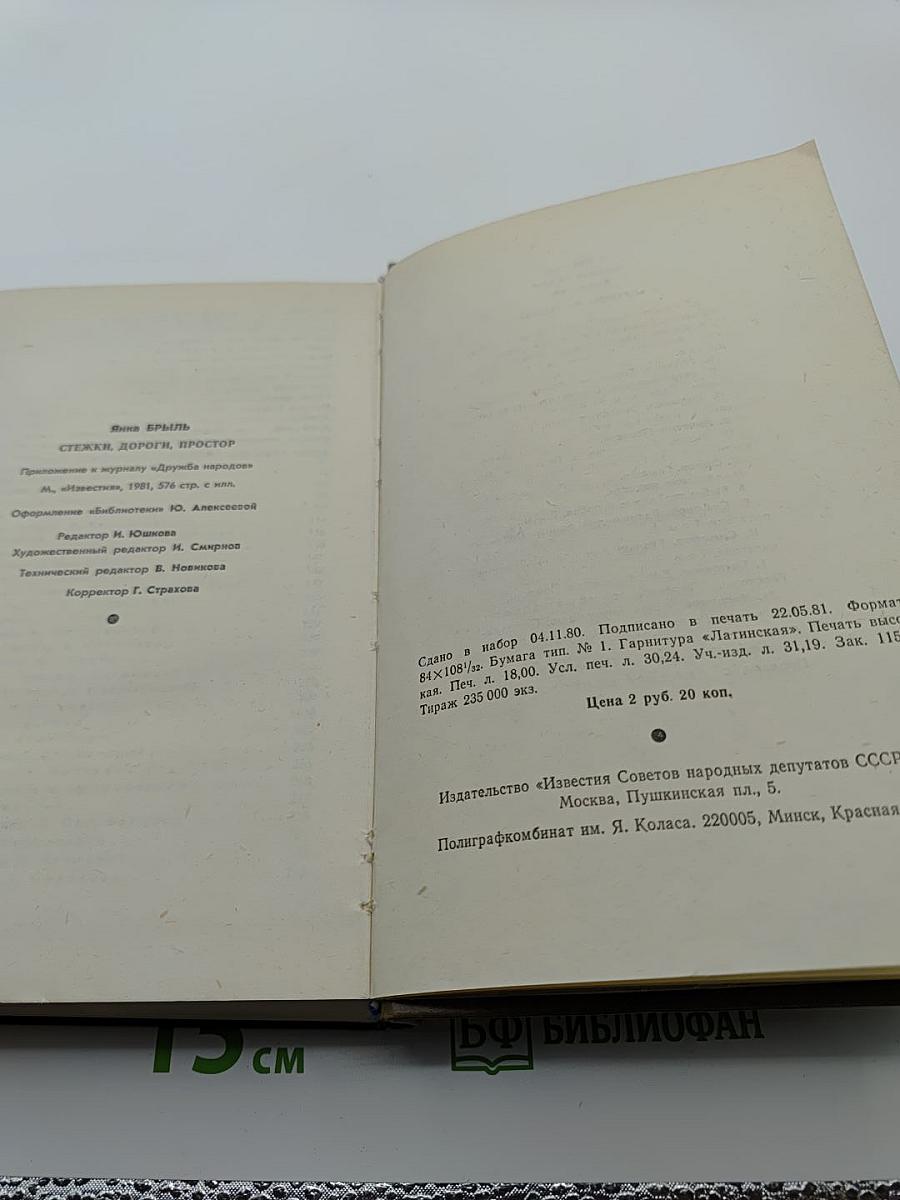 Янка БРЫЛЬ
СТЕЖКИ, ДОРОГИ, ПРОСТОР
Приложение к журналу «Дружба народов»
М., «Известия», 1981, 576 стр. с илл.
Оформление «Библиотеки» Ю. Алексеевой
Редактор И. Юшкова
Художественный редактор И. Смирнов
Технический редактор В. Новикова
Корректор Г. Страхова
Сдано в набор 04.11.80. Подписано в печать 22.05.81. Формат
84×108¹/₃₂. Бумага тип. № 1. Гарнитура «Латинская». Печать высо
кая. Печ. л. 18,00. Усл. печ. л. 30,24. Уч.-изд. л. 31,19. Зак. 115
Тираж 235 000 экз.
Цена 2 руб. 20 коп.
Издательство «Известия Советов народных депутатов СССР
Москва, Пушкинская пл., 5.
Полиграфкомбинат им. Я. Коласа. 220005, Минск, Красная
15 см
БФ БИБЛИОФАН